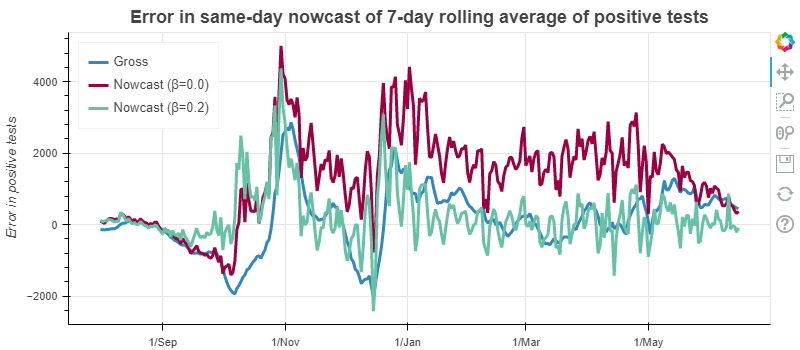 Error in same-day nowcast of 7-day rolling average of positive tests
Gross
Nowcast (β=0.0)
Nowcast (β=0.2)
Error in positive tests
4000
2000
0
−2000
1/Sep
1/Nov
1/Jan
1/Mar
1/May